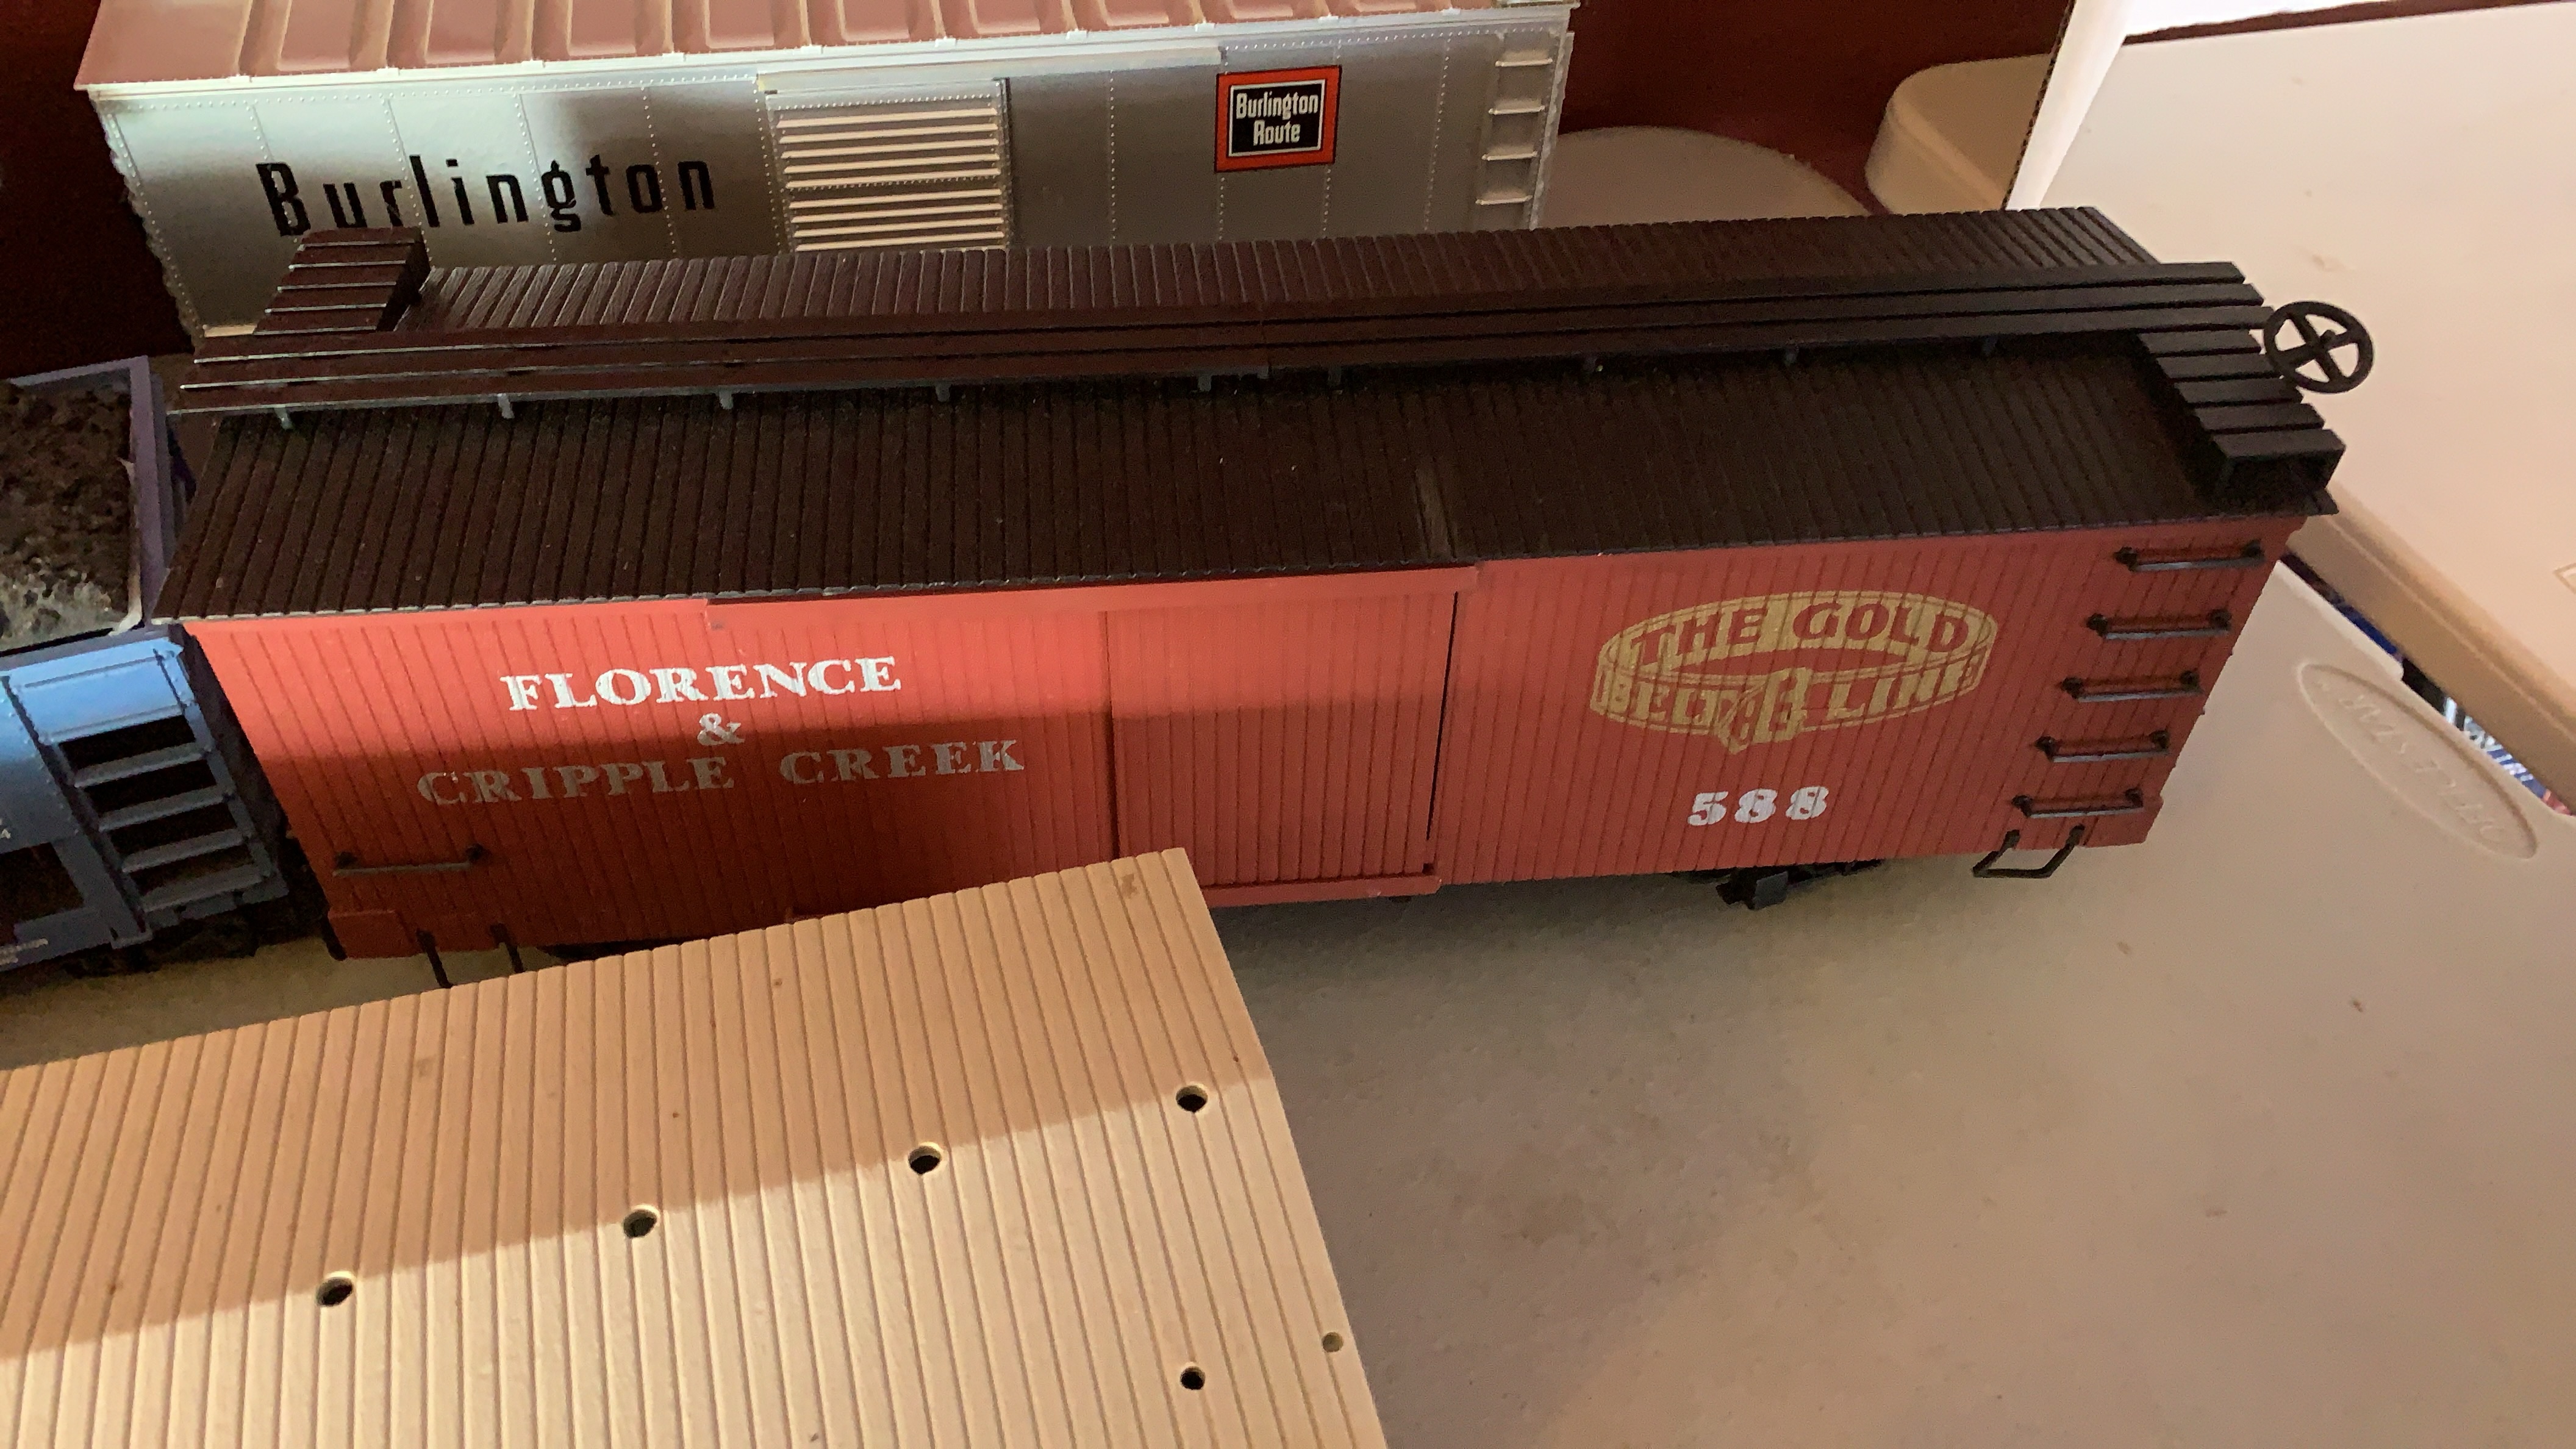 Burlington
Burlington
Route
FLORENCE
&
CRIPPLE CREEK
THE GOLD
BELT LINE
588